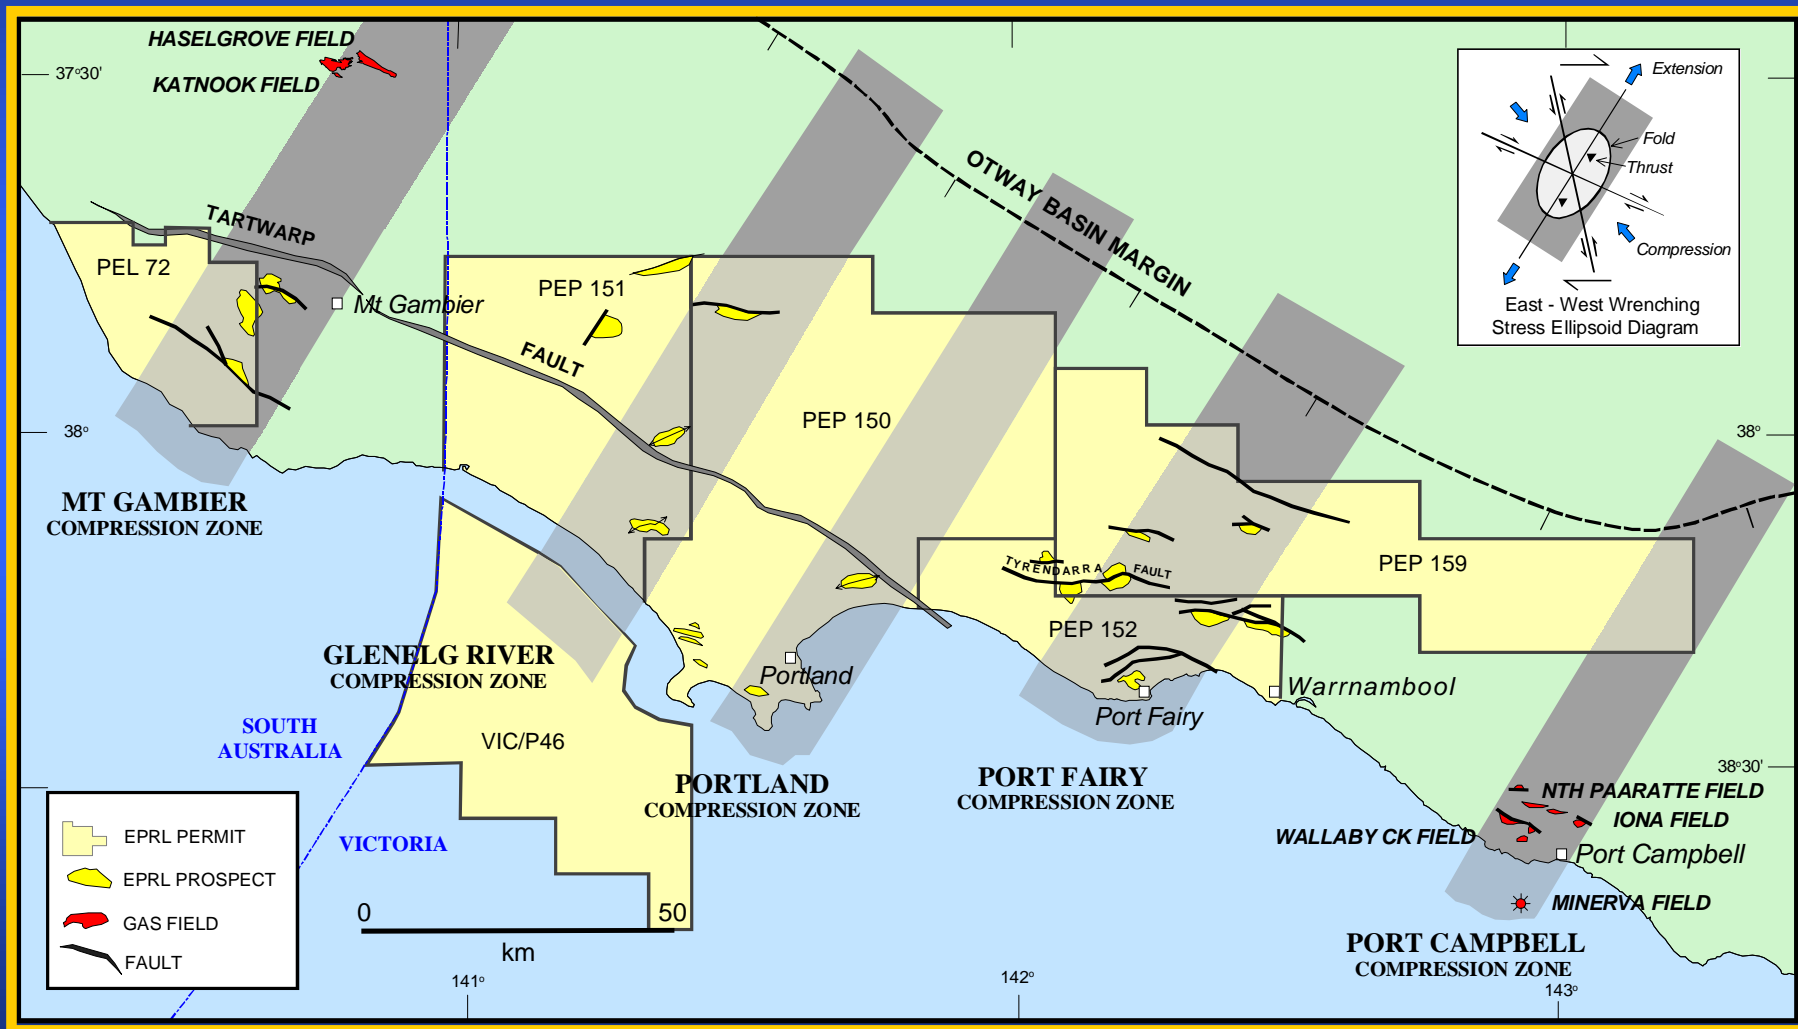 HASELGROVE FIELD
KATNOOK FIELD
37°30'
Extension
Fold
Thrust
Compression
East - West Wrenching
Stress Ellipsoid Diagram
OTWAY BASIN MARGIN
TARTWARP
FAULT
PEL 72
Mt Gambier
PEP 151
PEP 150
38°
38°
MT GAMBIER
COMPRESSION ZONE
PEP 159
TYRENDARRA FAULT
PEP 152
GLENELG RIVER
COMPRESSION ZONE
Portland
Warrnambool
Port Fairy
SOUTH
AUSTRALIA
VIC/P46
PORTLAND
COMPRESSION ZONE
PORT FAIRY
COMPRESSION ZONE
38°30'
NTH PAARATTE FIELD
IONA FIELD
WALLABY CK FIELD
Port Campbell
MINERVA FIELD
PORT CAMPBELL
COMPRESSION ZONE
VICTORIA
EPRL PERMIT
EPRL PROSPECT
GAS FIELD
FAULT
0 50
km
141°
142°
143°